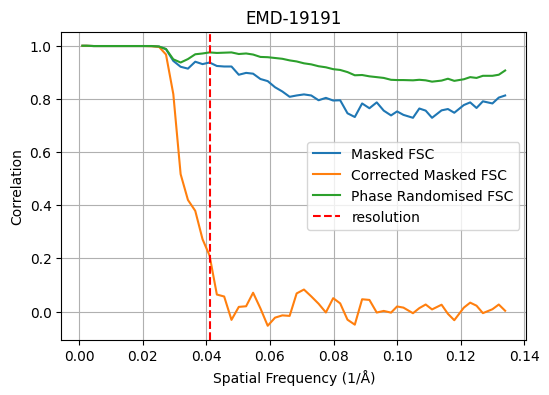 EMD-19191
1.0
0.8
0.6
0.4
0.2
0.0
Correlation
Masked FSC
Corrected Masked FSC
Phase Randomised FSC
resolution
0.00 0.02 0.04 0.06 0.08 0.10 0.12 0.14
Spatial Frequency (1/Å)